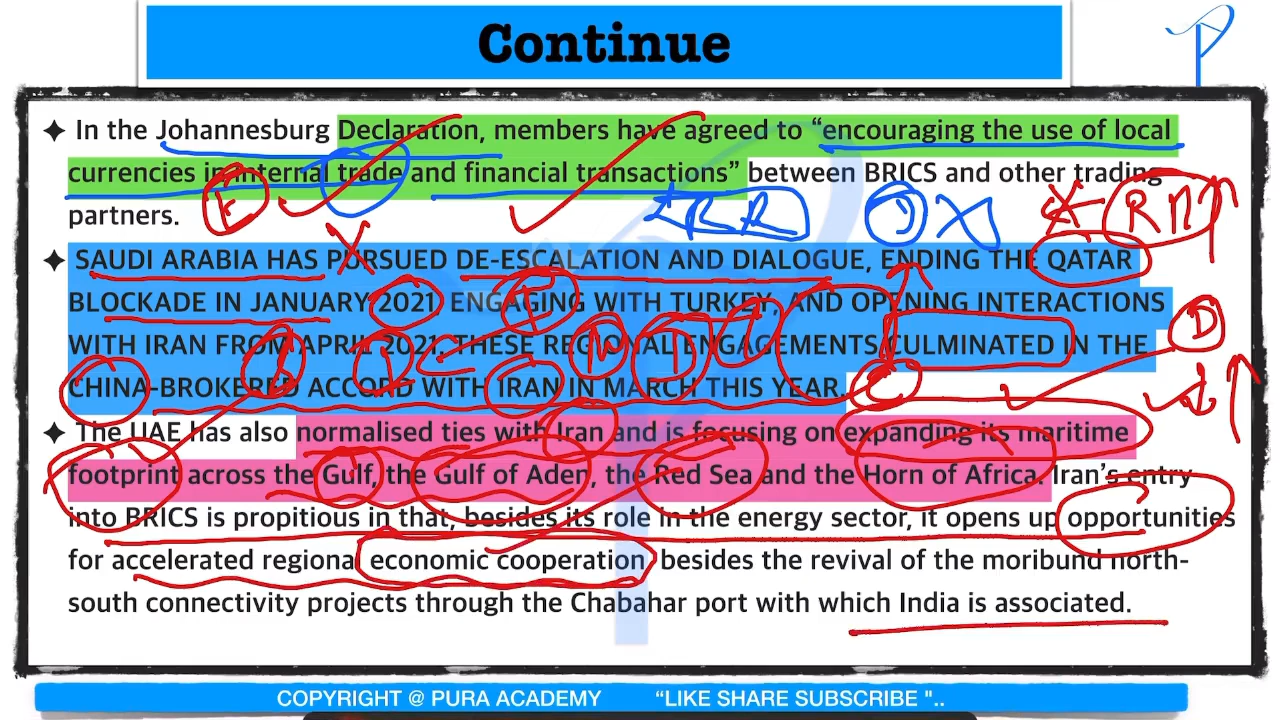 Continue
✦ In the Johannesburg Declaration, members have agreed to “encouraging the use of local
currencies in internal trade and financial transactions” between BRICS and other trading
partners.
✦ SAUDI ARABIA HAS PURSUED DE-ESCALATION AND DIALOGUE, ENDING THE QATAR
BLOCKADE IN JANUARY 2021, ENGAGING WITH TURKEY, AND OPENING INTERACTIONS
WITH IRAN FROM APRIL 2021. THESE REGIONAL ENGAGEMENTS CULMINATED IN THE
CHINA-BROKERED ACCORD WITH IRAN IN MARCH THIS YEAR.
✦ The UAE has also normalised ties with Iran and is focusing on expanding its maritime
footprint across the Gulf, the Gulf of Aden, the Red Sea and the Horn of Africa. Iran’s entry
into BRICS is propitious in that, besides its role in the energy sector, it opens up opportunities
for accelerated regional economic cooperation besides the revival of the moribund north-
south connectivity projects through the Chabahar port with which India is associated.
COPYRIGHT @ PURA ACADEMY “LIKE SHARE SUBSCRIBE "..